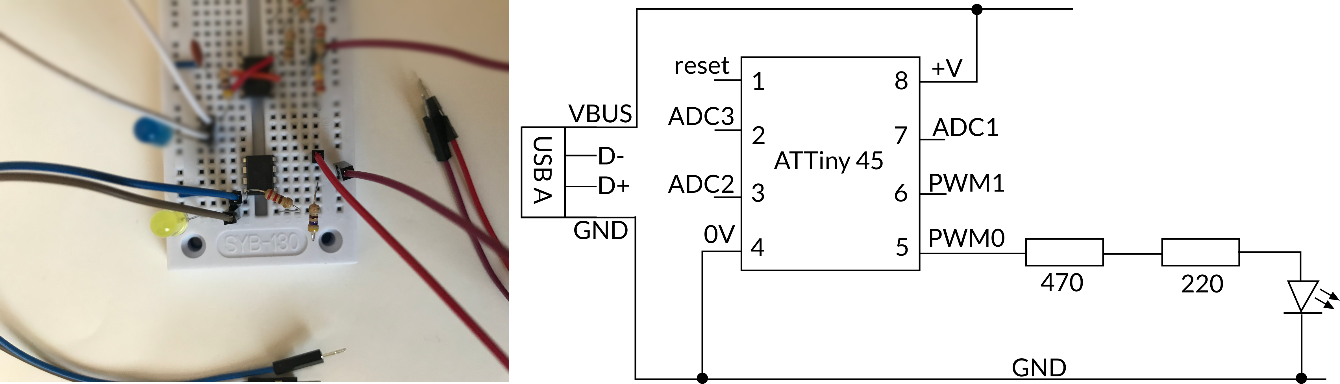 SYB-130
USB A
VBUS
D-
D+
GND
reset
ADC3
ADC2
0V
1
2
3
4
ATTiny 45
8
7
6
5
+V
ADC1
PWM1
PWM0
470
220
GND